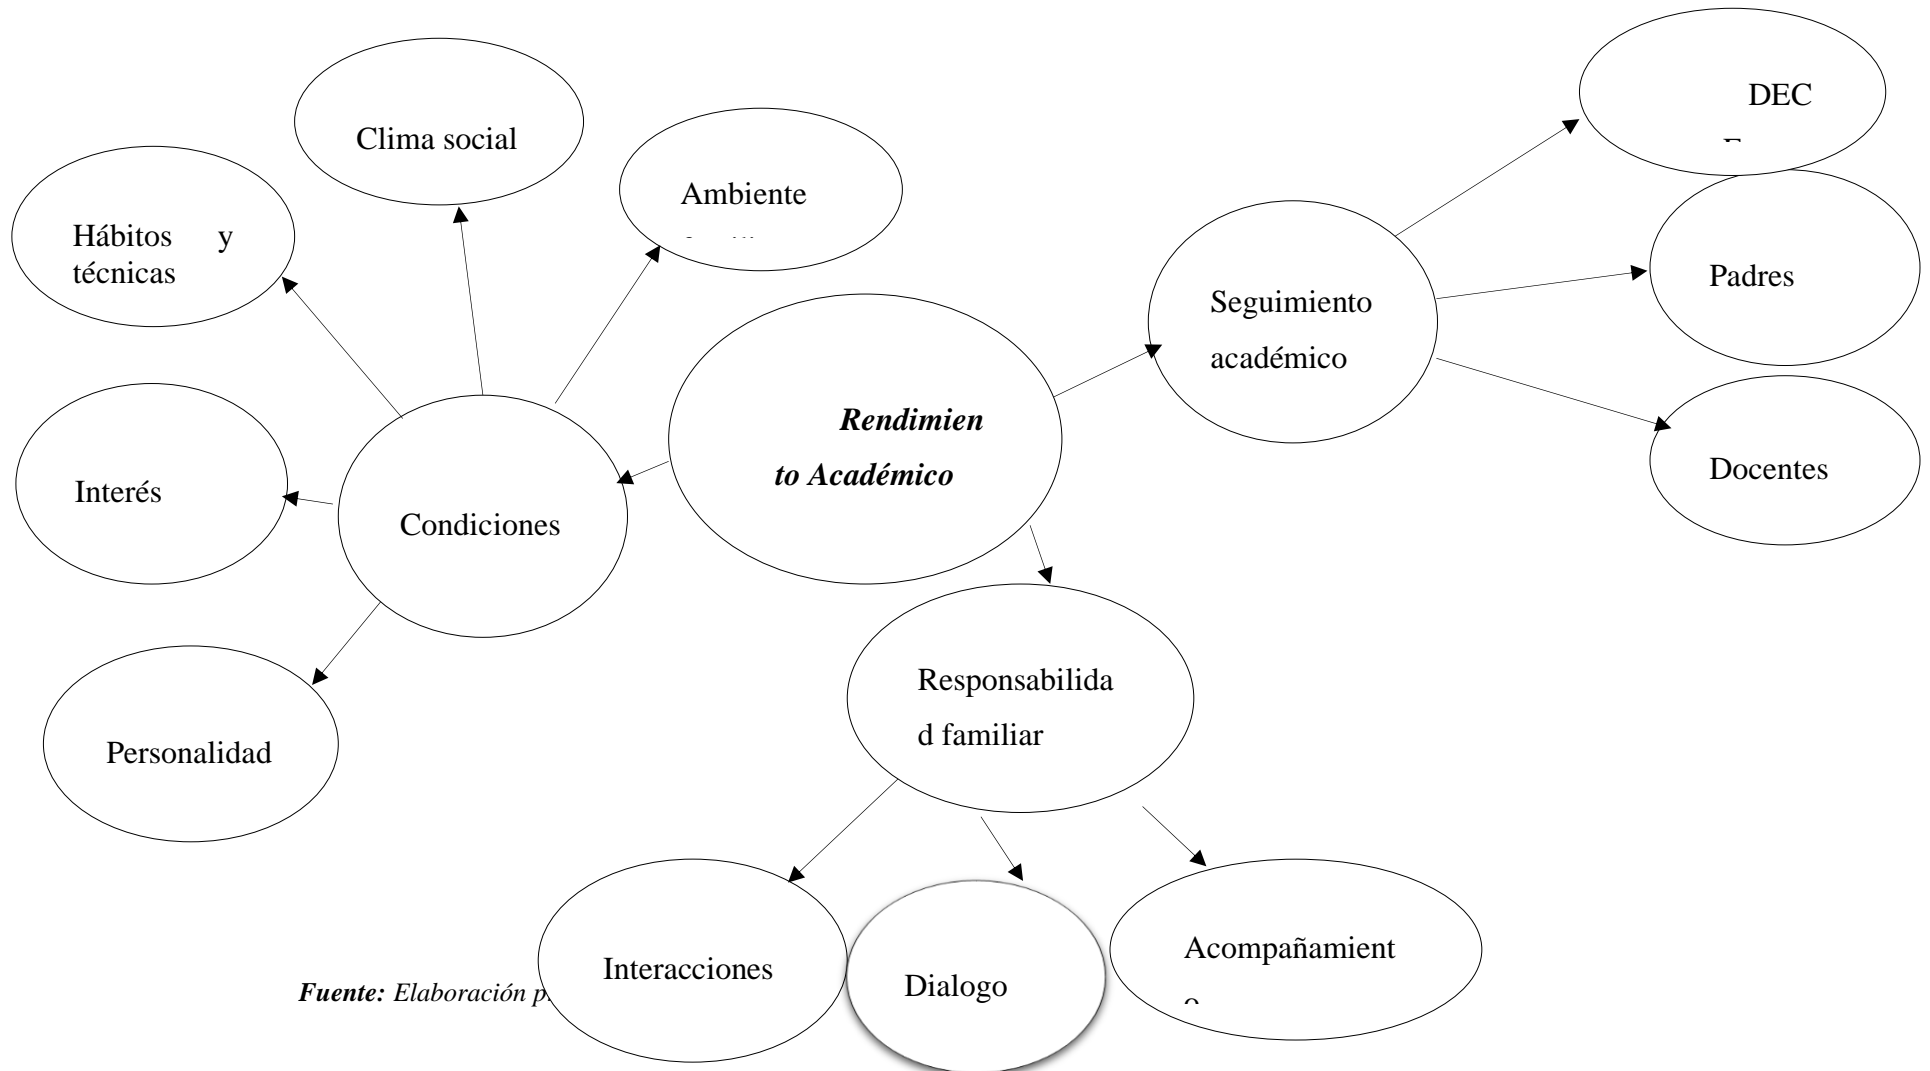 DEC
Clima social
Ambiente
Hábitos y
técnicas
Padres
Seguimiento
académico
Rendimien
to Académico
Docentes
Interés
Condiciones
Responsabilida
d familiar
Personalidad
Acompañamient
o
Interacciones
Dialogo
Fuente: Elaboración p